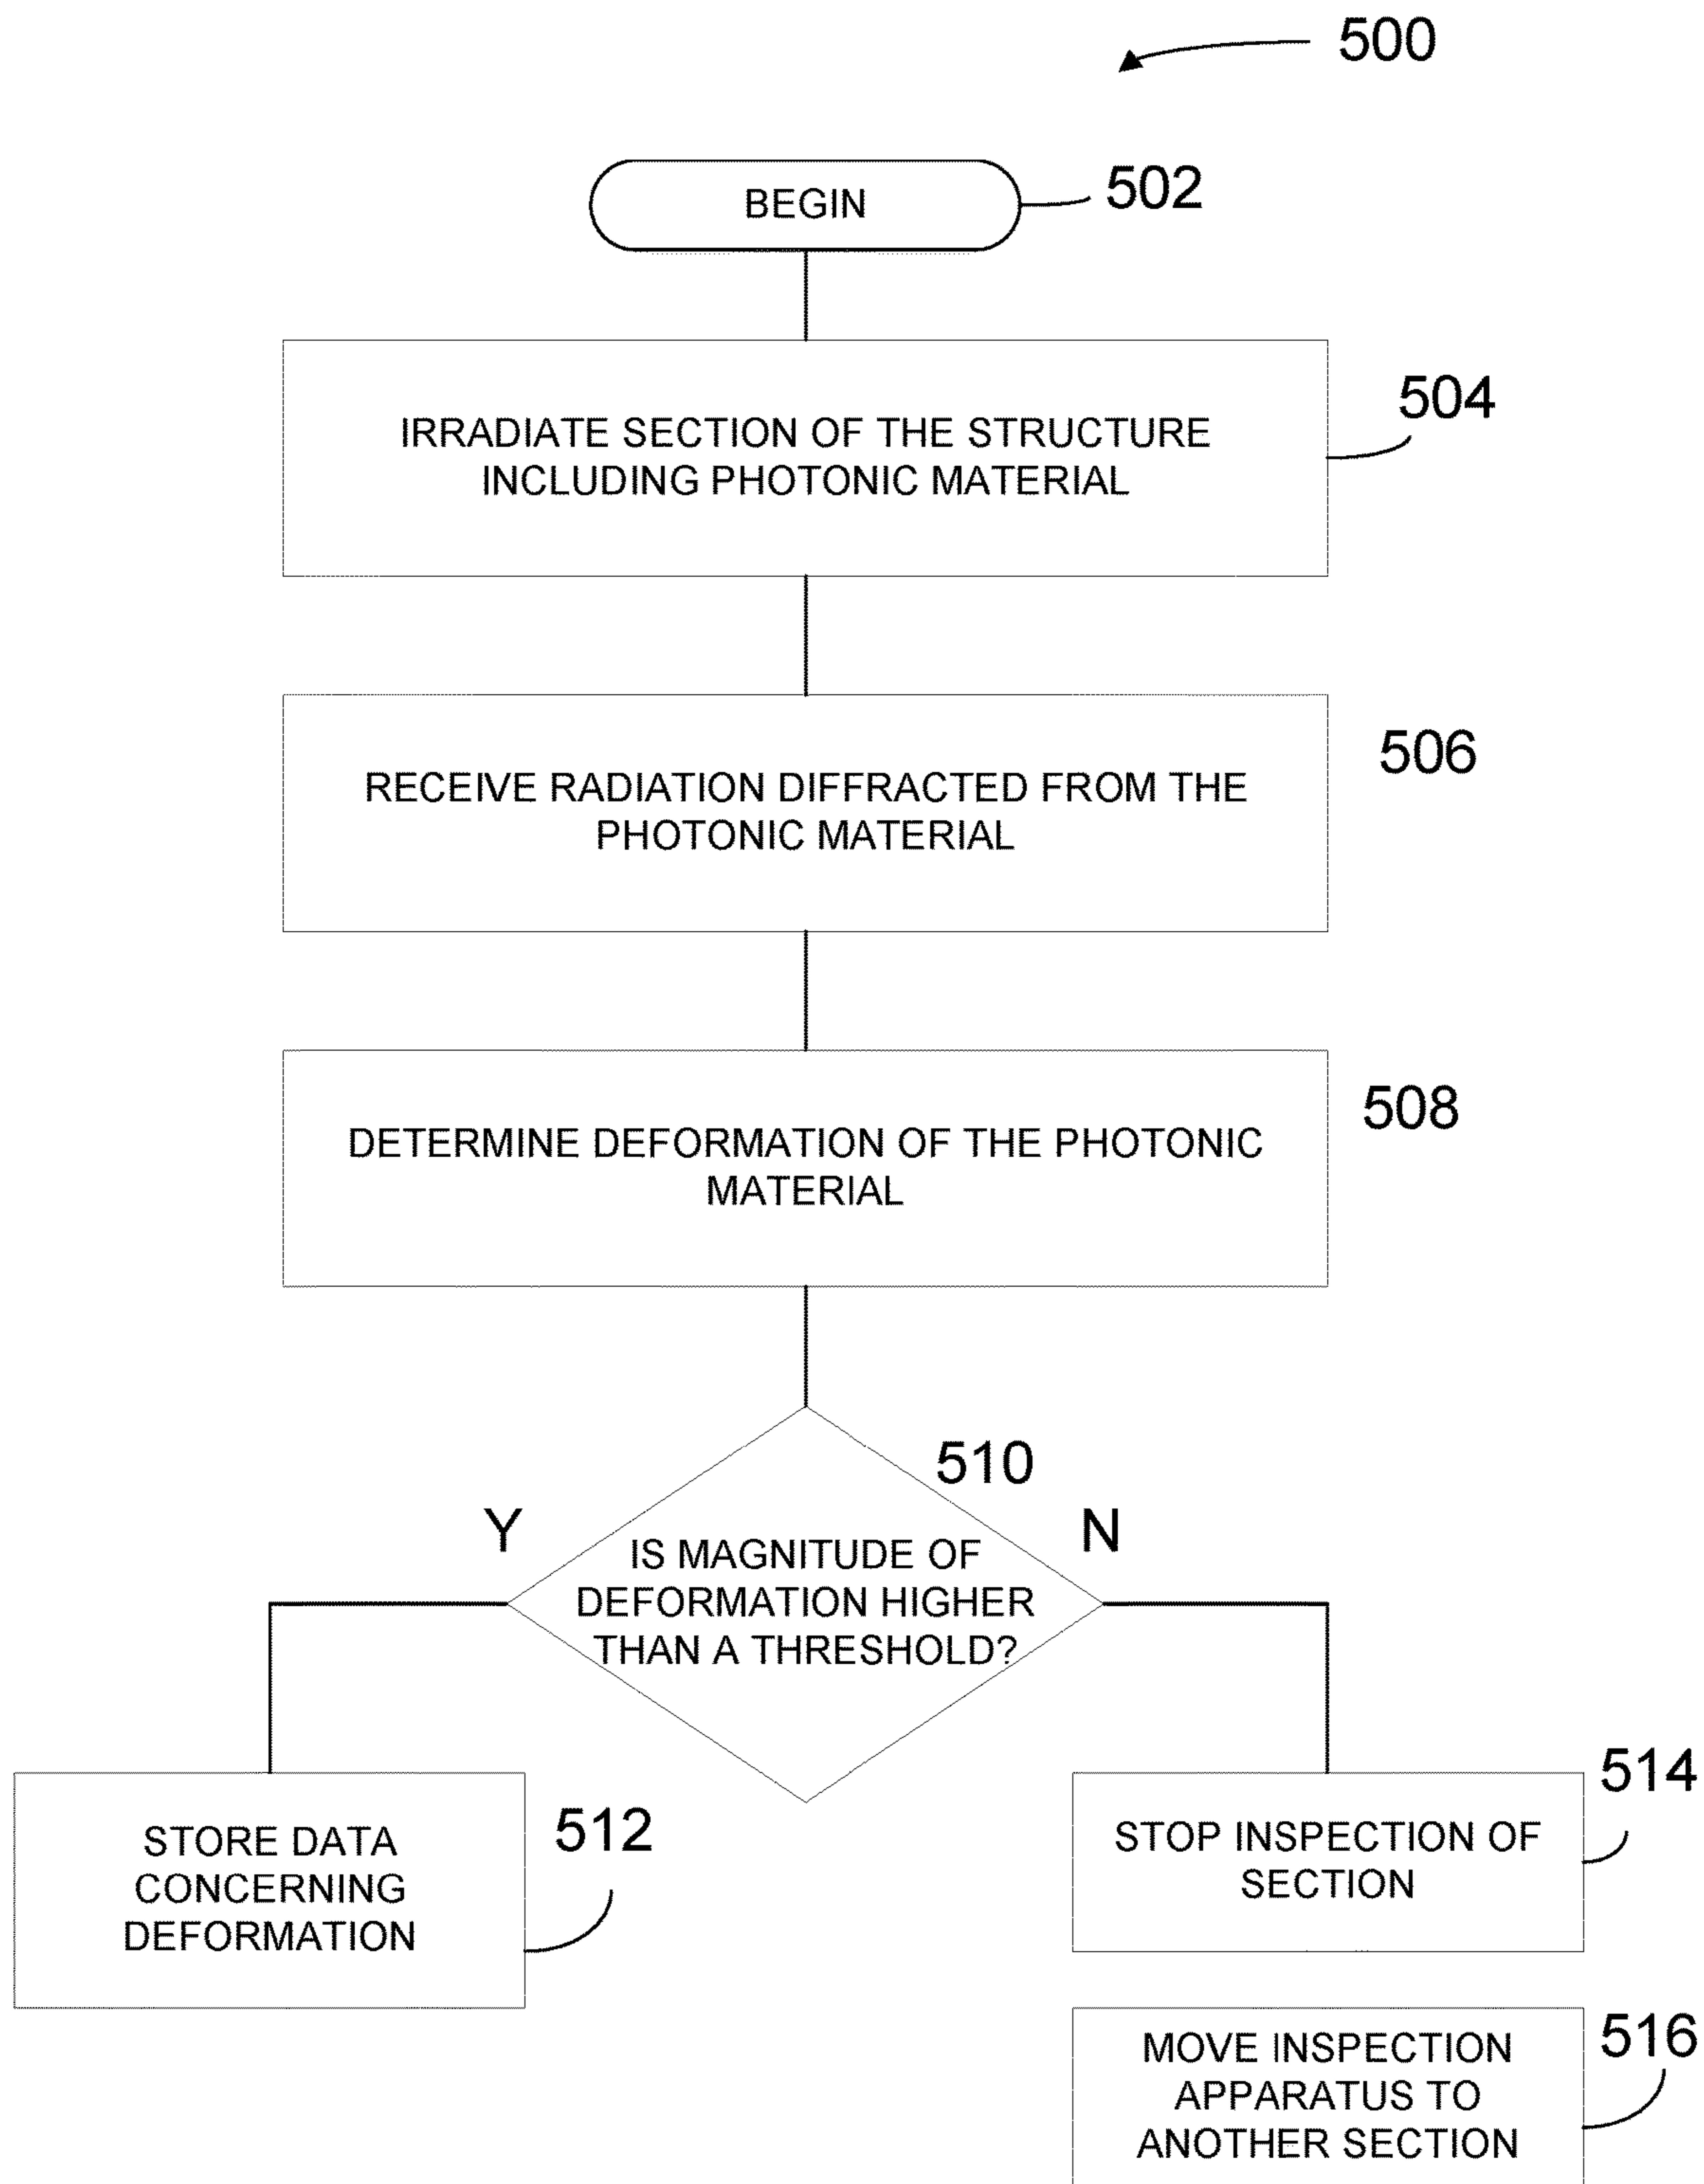 500
BEGIN
502
IRRADIATE SECTION OF THE STRUCTURE
INCLUDING PHOTONIC MATERIAL
504
RECEIVE RADIATION DIFFRACTED FROM THE
PHOTONIC MATERIAL
506
DETERMINE DEFORMATION OF THE PHOTONIC
MATERIAL
508
510
Y
N
IS MAGNITUDE OF
DEFORMATION HIGHER
THAN A THRESHOLD?
STORE DATA
CONCERNING
DEFORMATION
512
STOP INSPECTION OF
SECTION
514
MOVE INSPECTION
APPARATUS TO
ANOTHER SECTION
516